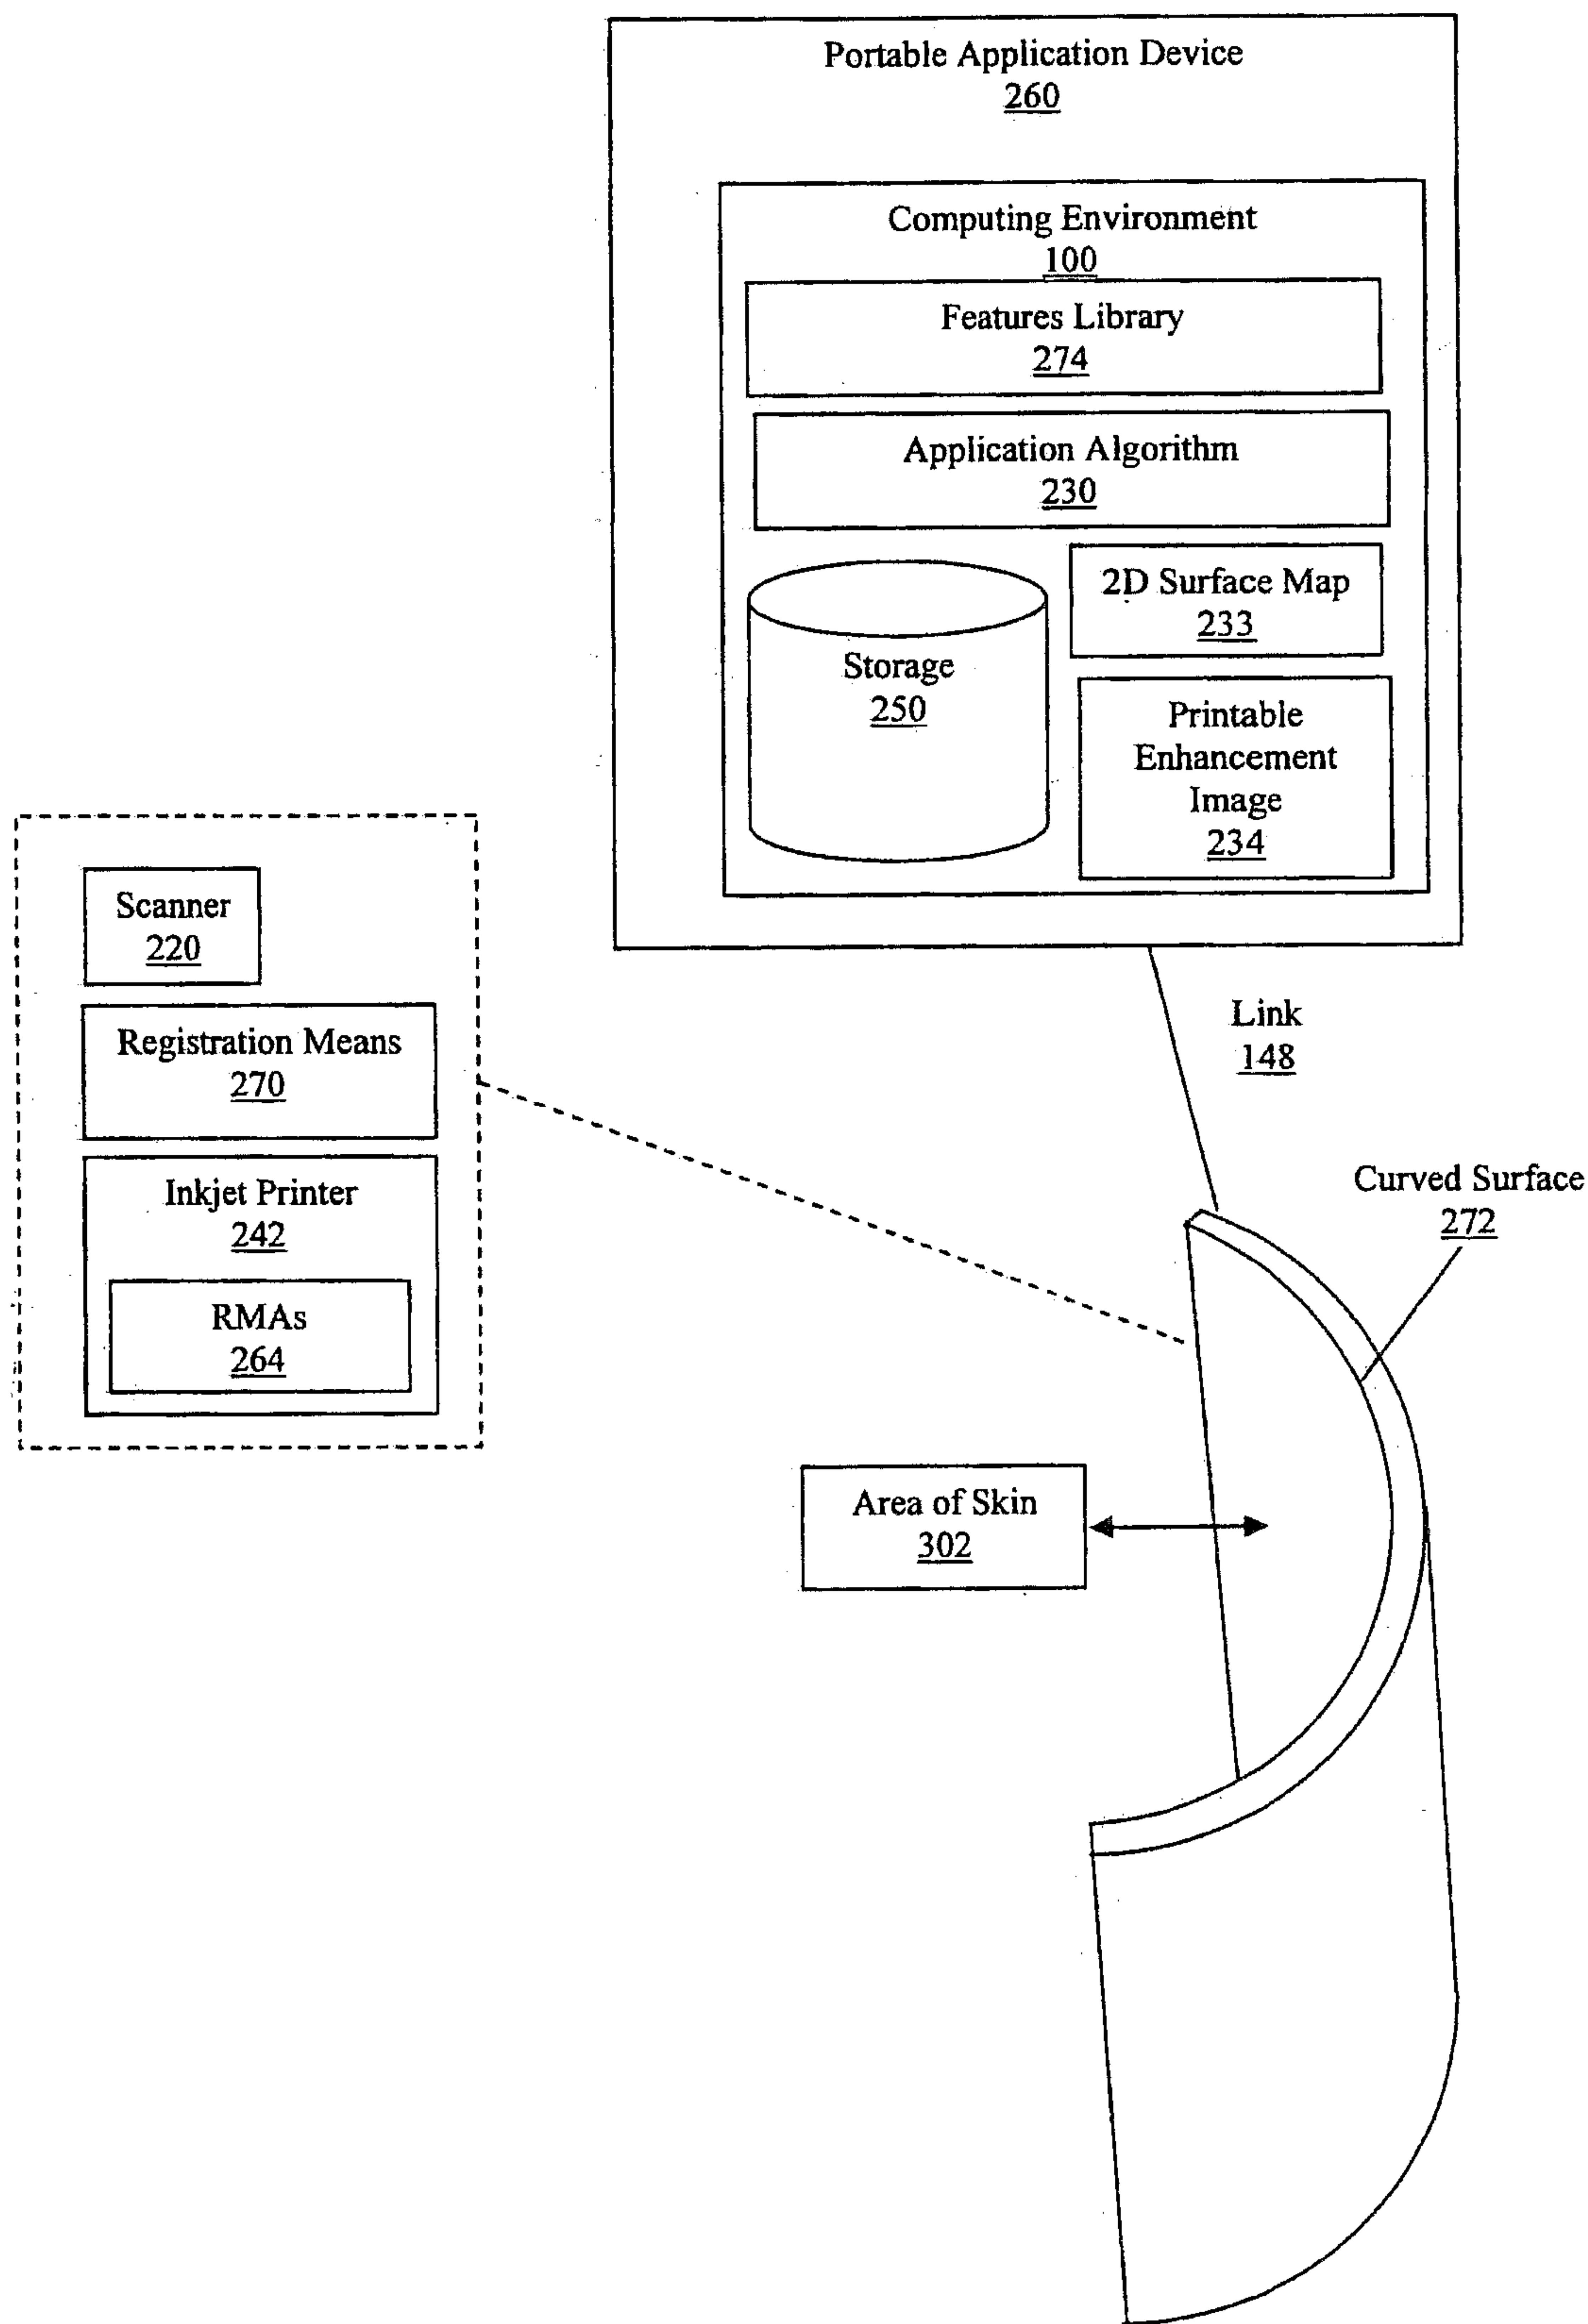 Portable Application Device
260
Computing Environment
100
Features Library
274
Application Algorithm
230
2D Surface Map
233
Storage
250
Printable
Enhancement
Image
234
Scanner
220
Registration Means
270
Inkjet Printer
242
RMAs
264
Link
148
Curved Surface
272
Area of Skin
302